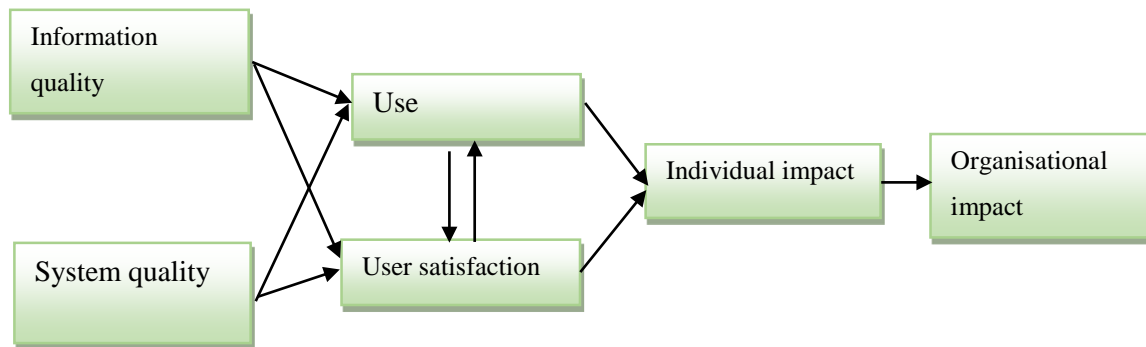 Information
quality
Use
Individual impact
Organisational
impact
System quality
User satisfaction